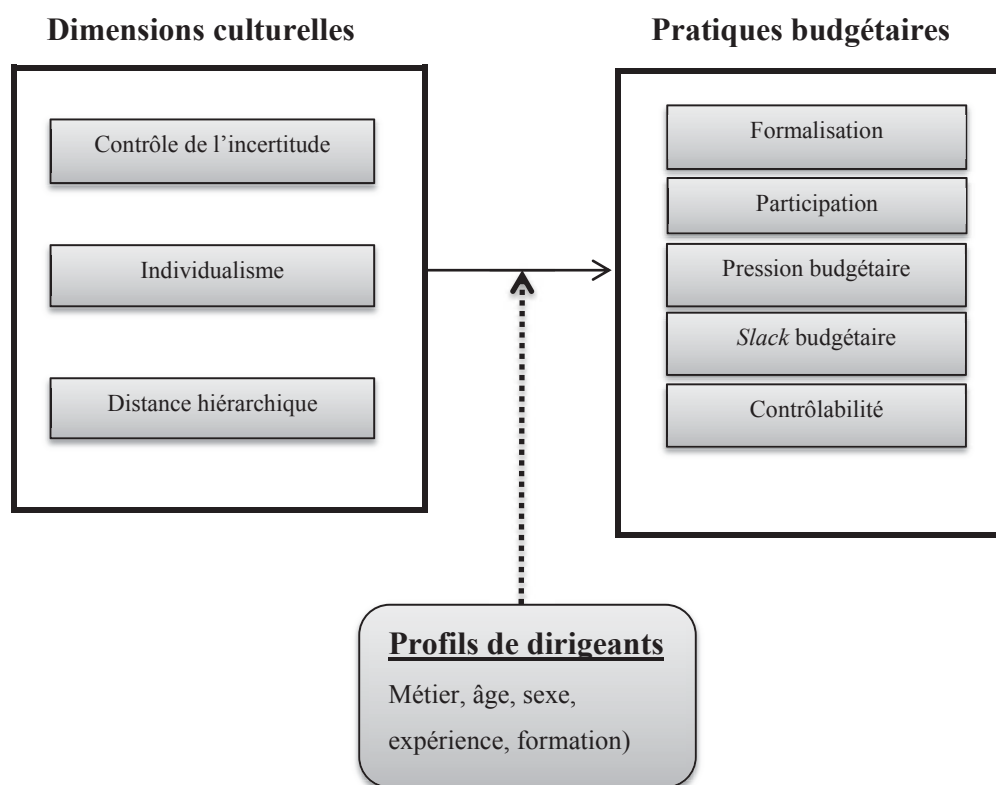 Dimensions culturelles
Contrôle de l’incertitude
Individualisme
Distance hiérarchique
Pratiques budgétaires
Formalisation
Participation
Pression budgétaire
Slack budgétaire
Contrôlabilité
Profils de dirigeants
Métier, âge, sexe,
expérience, formation)